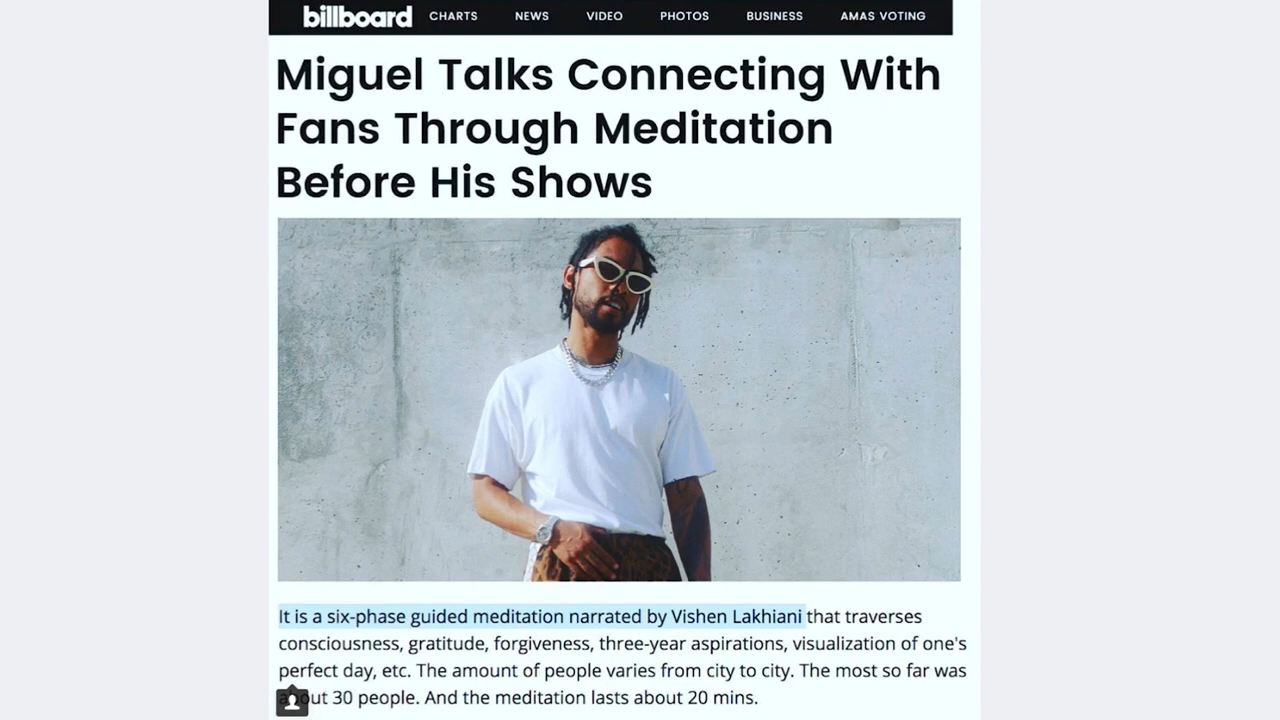 billboard CHARTS NEWS VIDEO PHOTOS BUSINESS AMAS VOTING
Miguel Talks Connecting With
Fans Through Meditation
Before His Shows
It is a six-phase guided meditation narrated by Vishen Lakhiani that traverses
consciousness, gratitude, forgiveness, three-year aspirations, visualization of one's
perfect day, etc. The amount of people varies from city to city. The most so far was
about 30 people. And the meditation lasts about 20 mins.